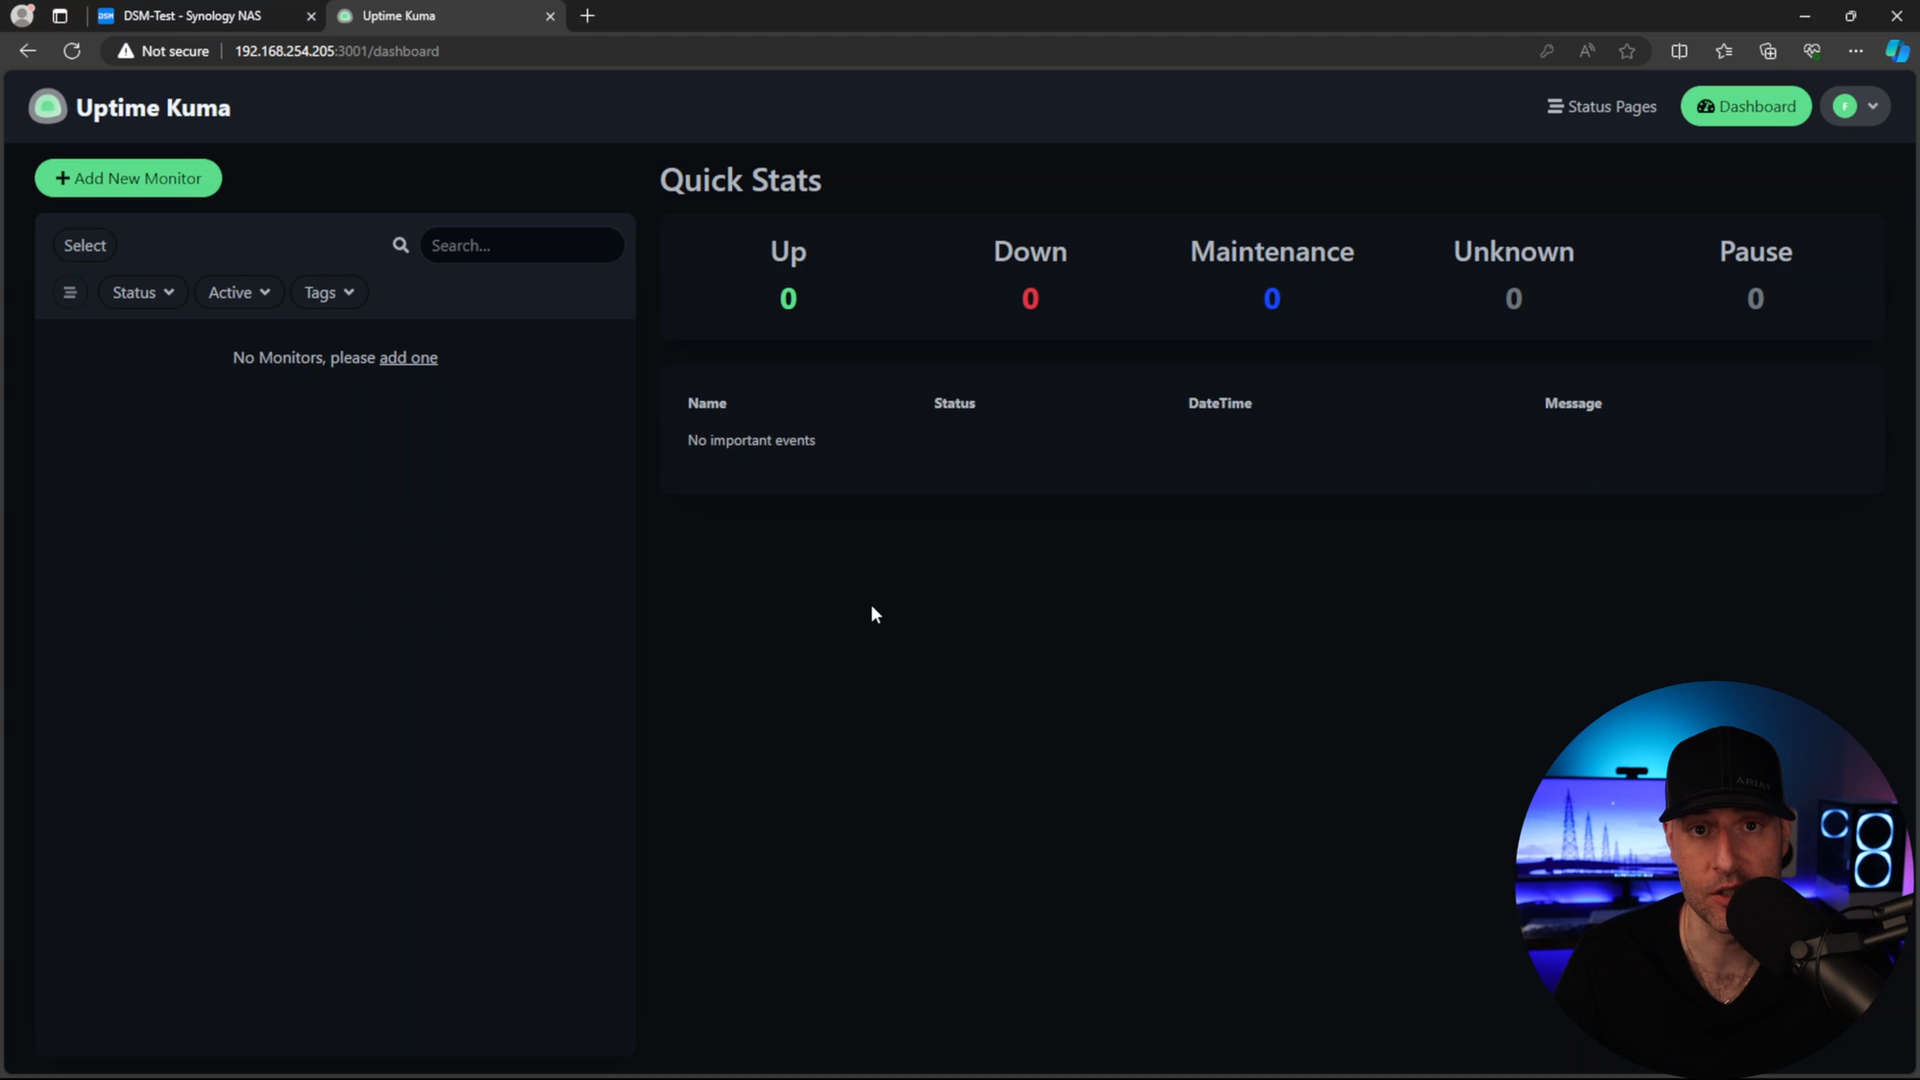 DSM-Test - Synology NAS
Uptime Kuma
Not secure
192.168.254.205:3001/dashboard
Uptime Kuma
Status Pages
Dashboard
F
+ Add New Monitor
Select
Search...
Status
Active
Tags
No Monitors, please add one
Quick Stats
Up
Down
Maintenance
Unknown
Pause
0
0
0
0
0
Name
Status
DateTime
Message
No important events
ARIAT